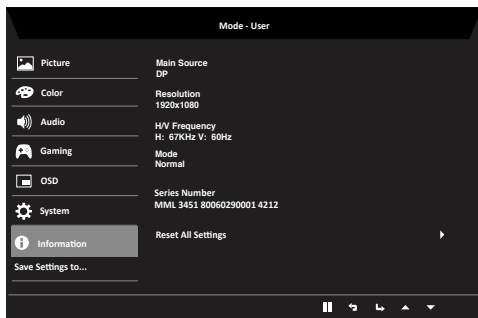 Mode - User
Picture
Color
Audio
Gaming
OSD
System
Information
Save Settings to...
Main Source
DP
Resolution
1920x1080
H/V Frequency
H: 67KHz V: 60Hz
Mode
Normal
Series Number
MML 3451 80060290001 4212
Reset All Settings